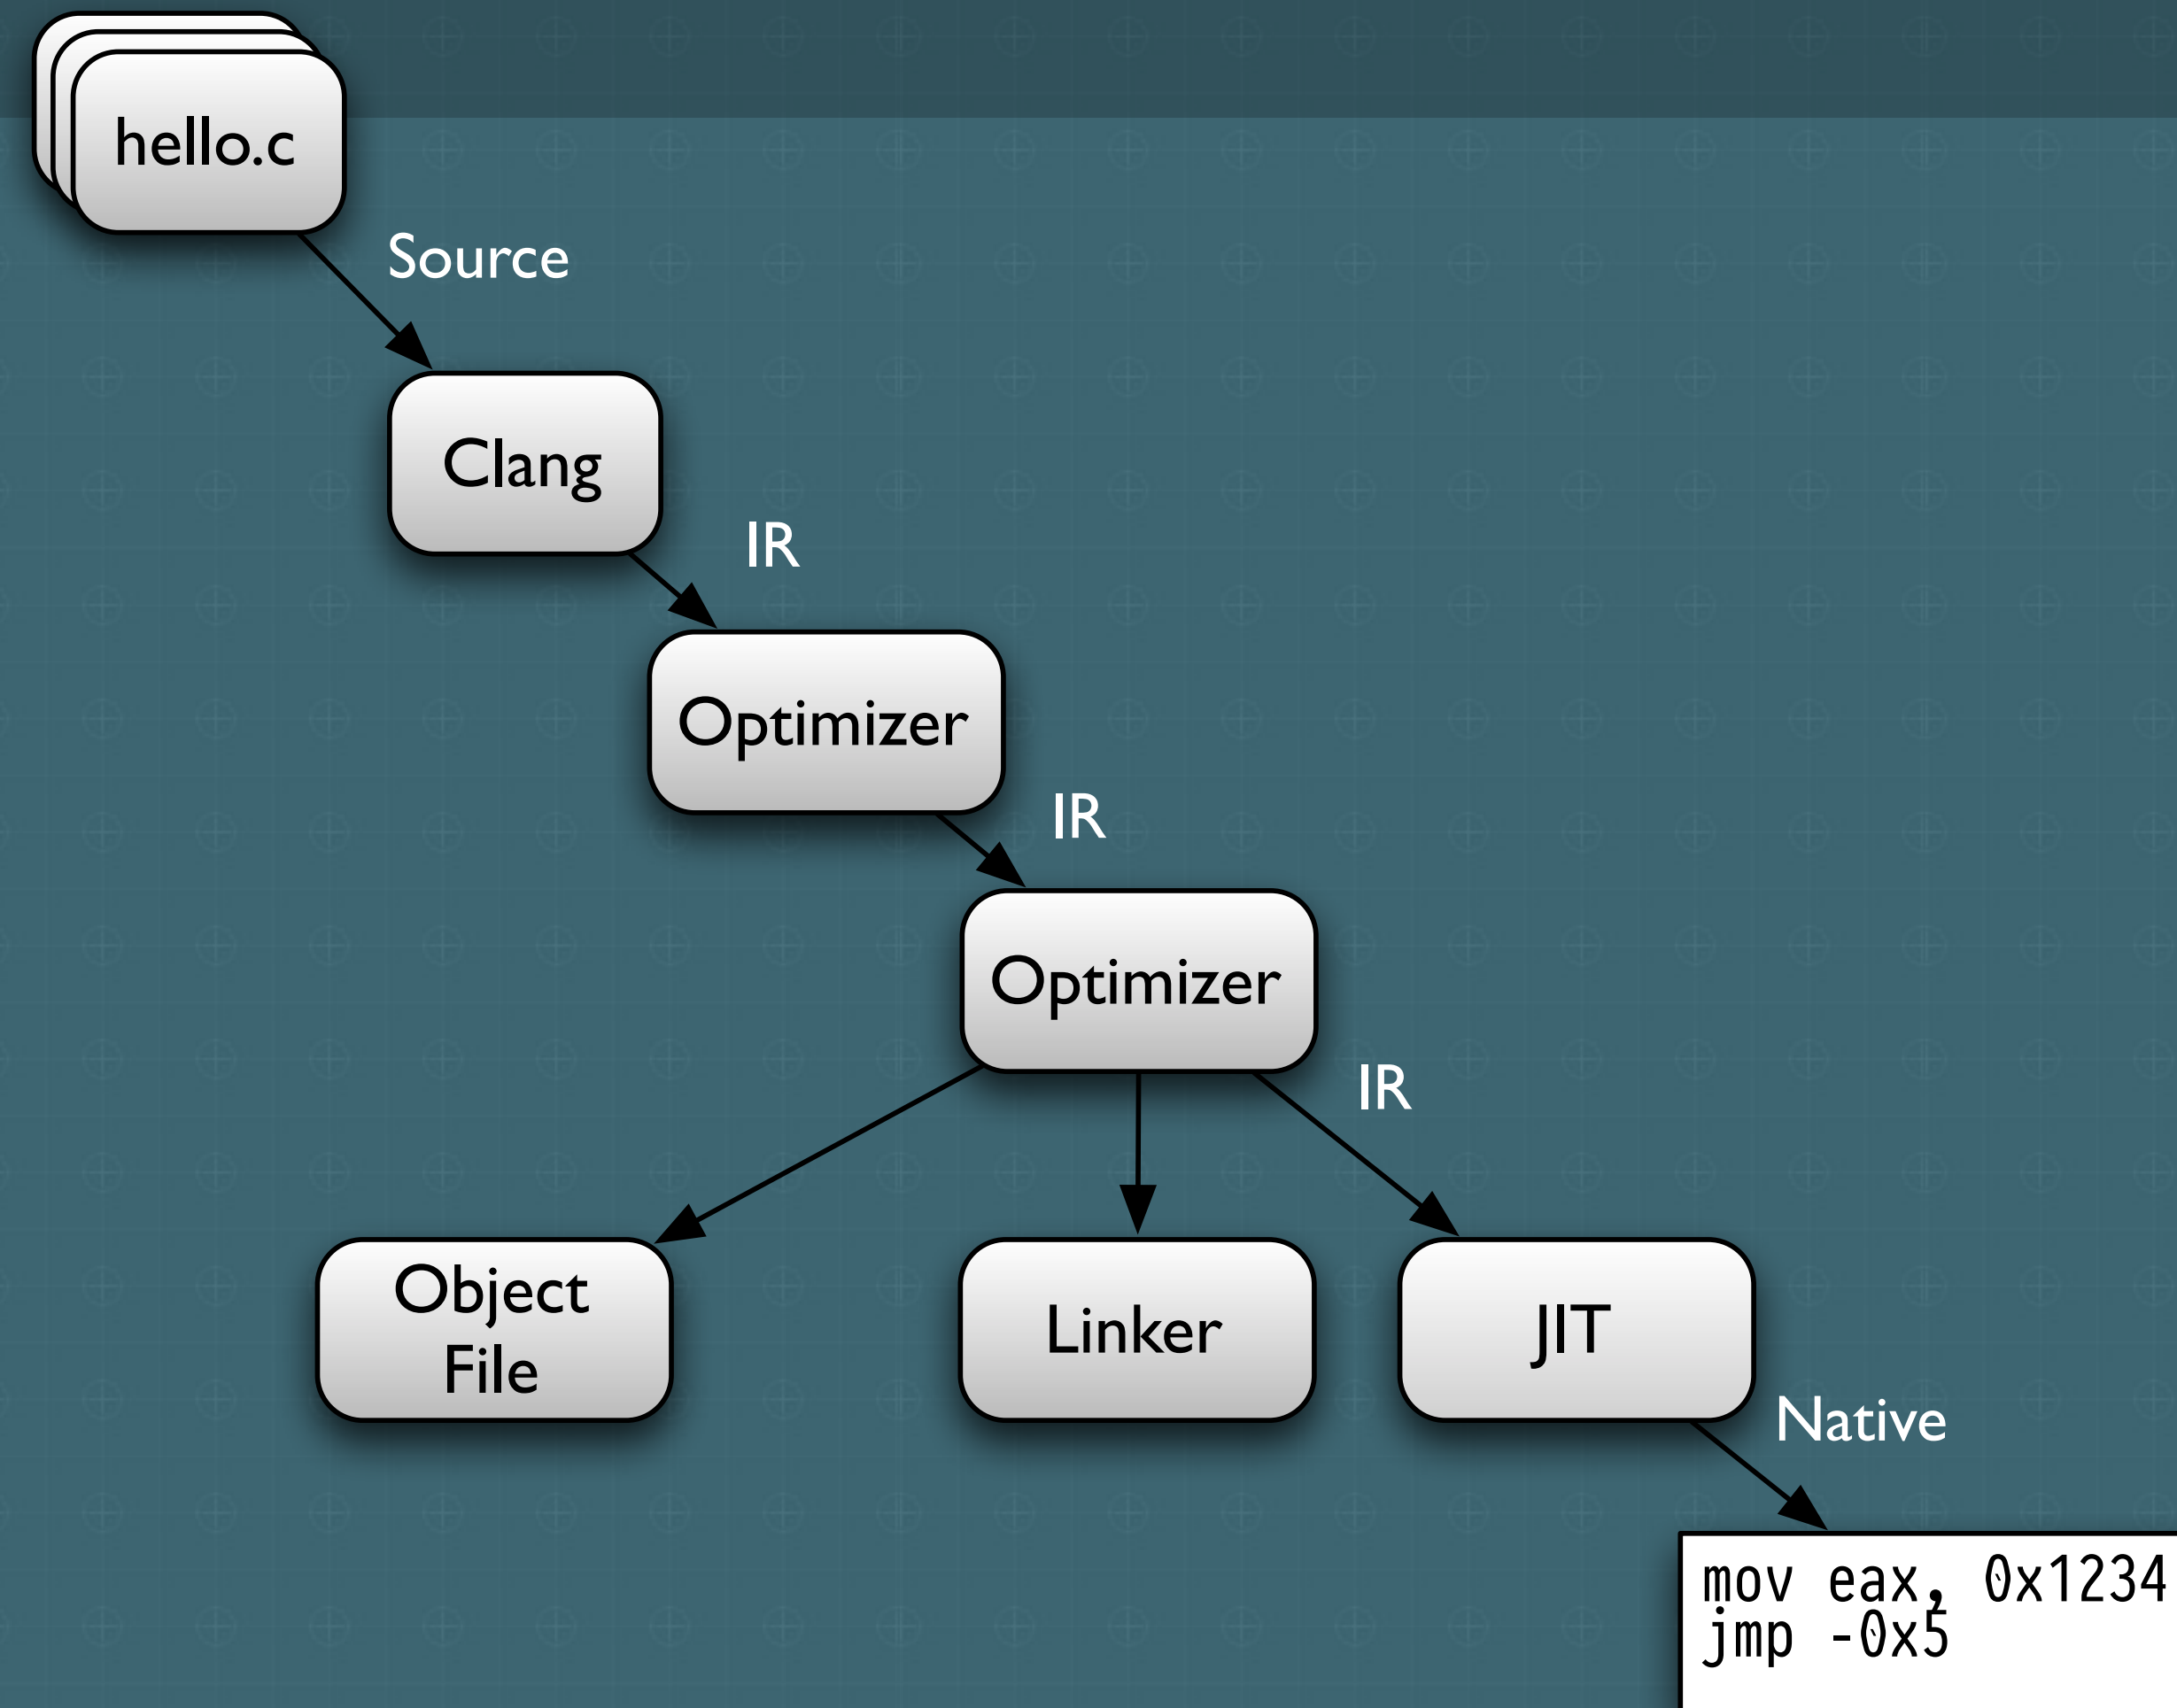 hello.c
Source
Clang
IR
Optimizer
IR
Optimizer
IR
Object
File
Linker
JIT
Native
mov eax, 0x1234
jmp -0x5